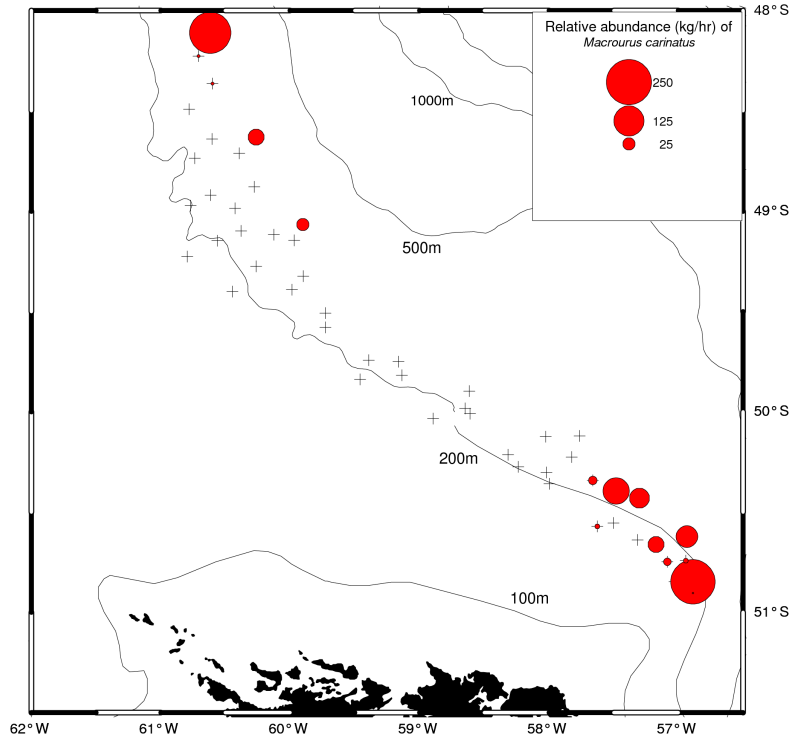 48°S
Relative abundance (kg/hr) of
Macrourus carinatus
250
125
25
1000m
49°S
500m
50°S
200m
100m
51°S
62°W 61°W 60°W 59°W 58°W 57°W